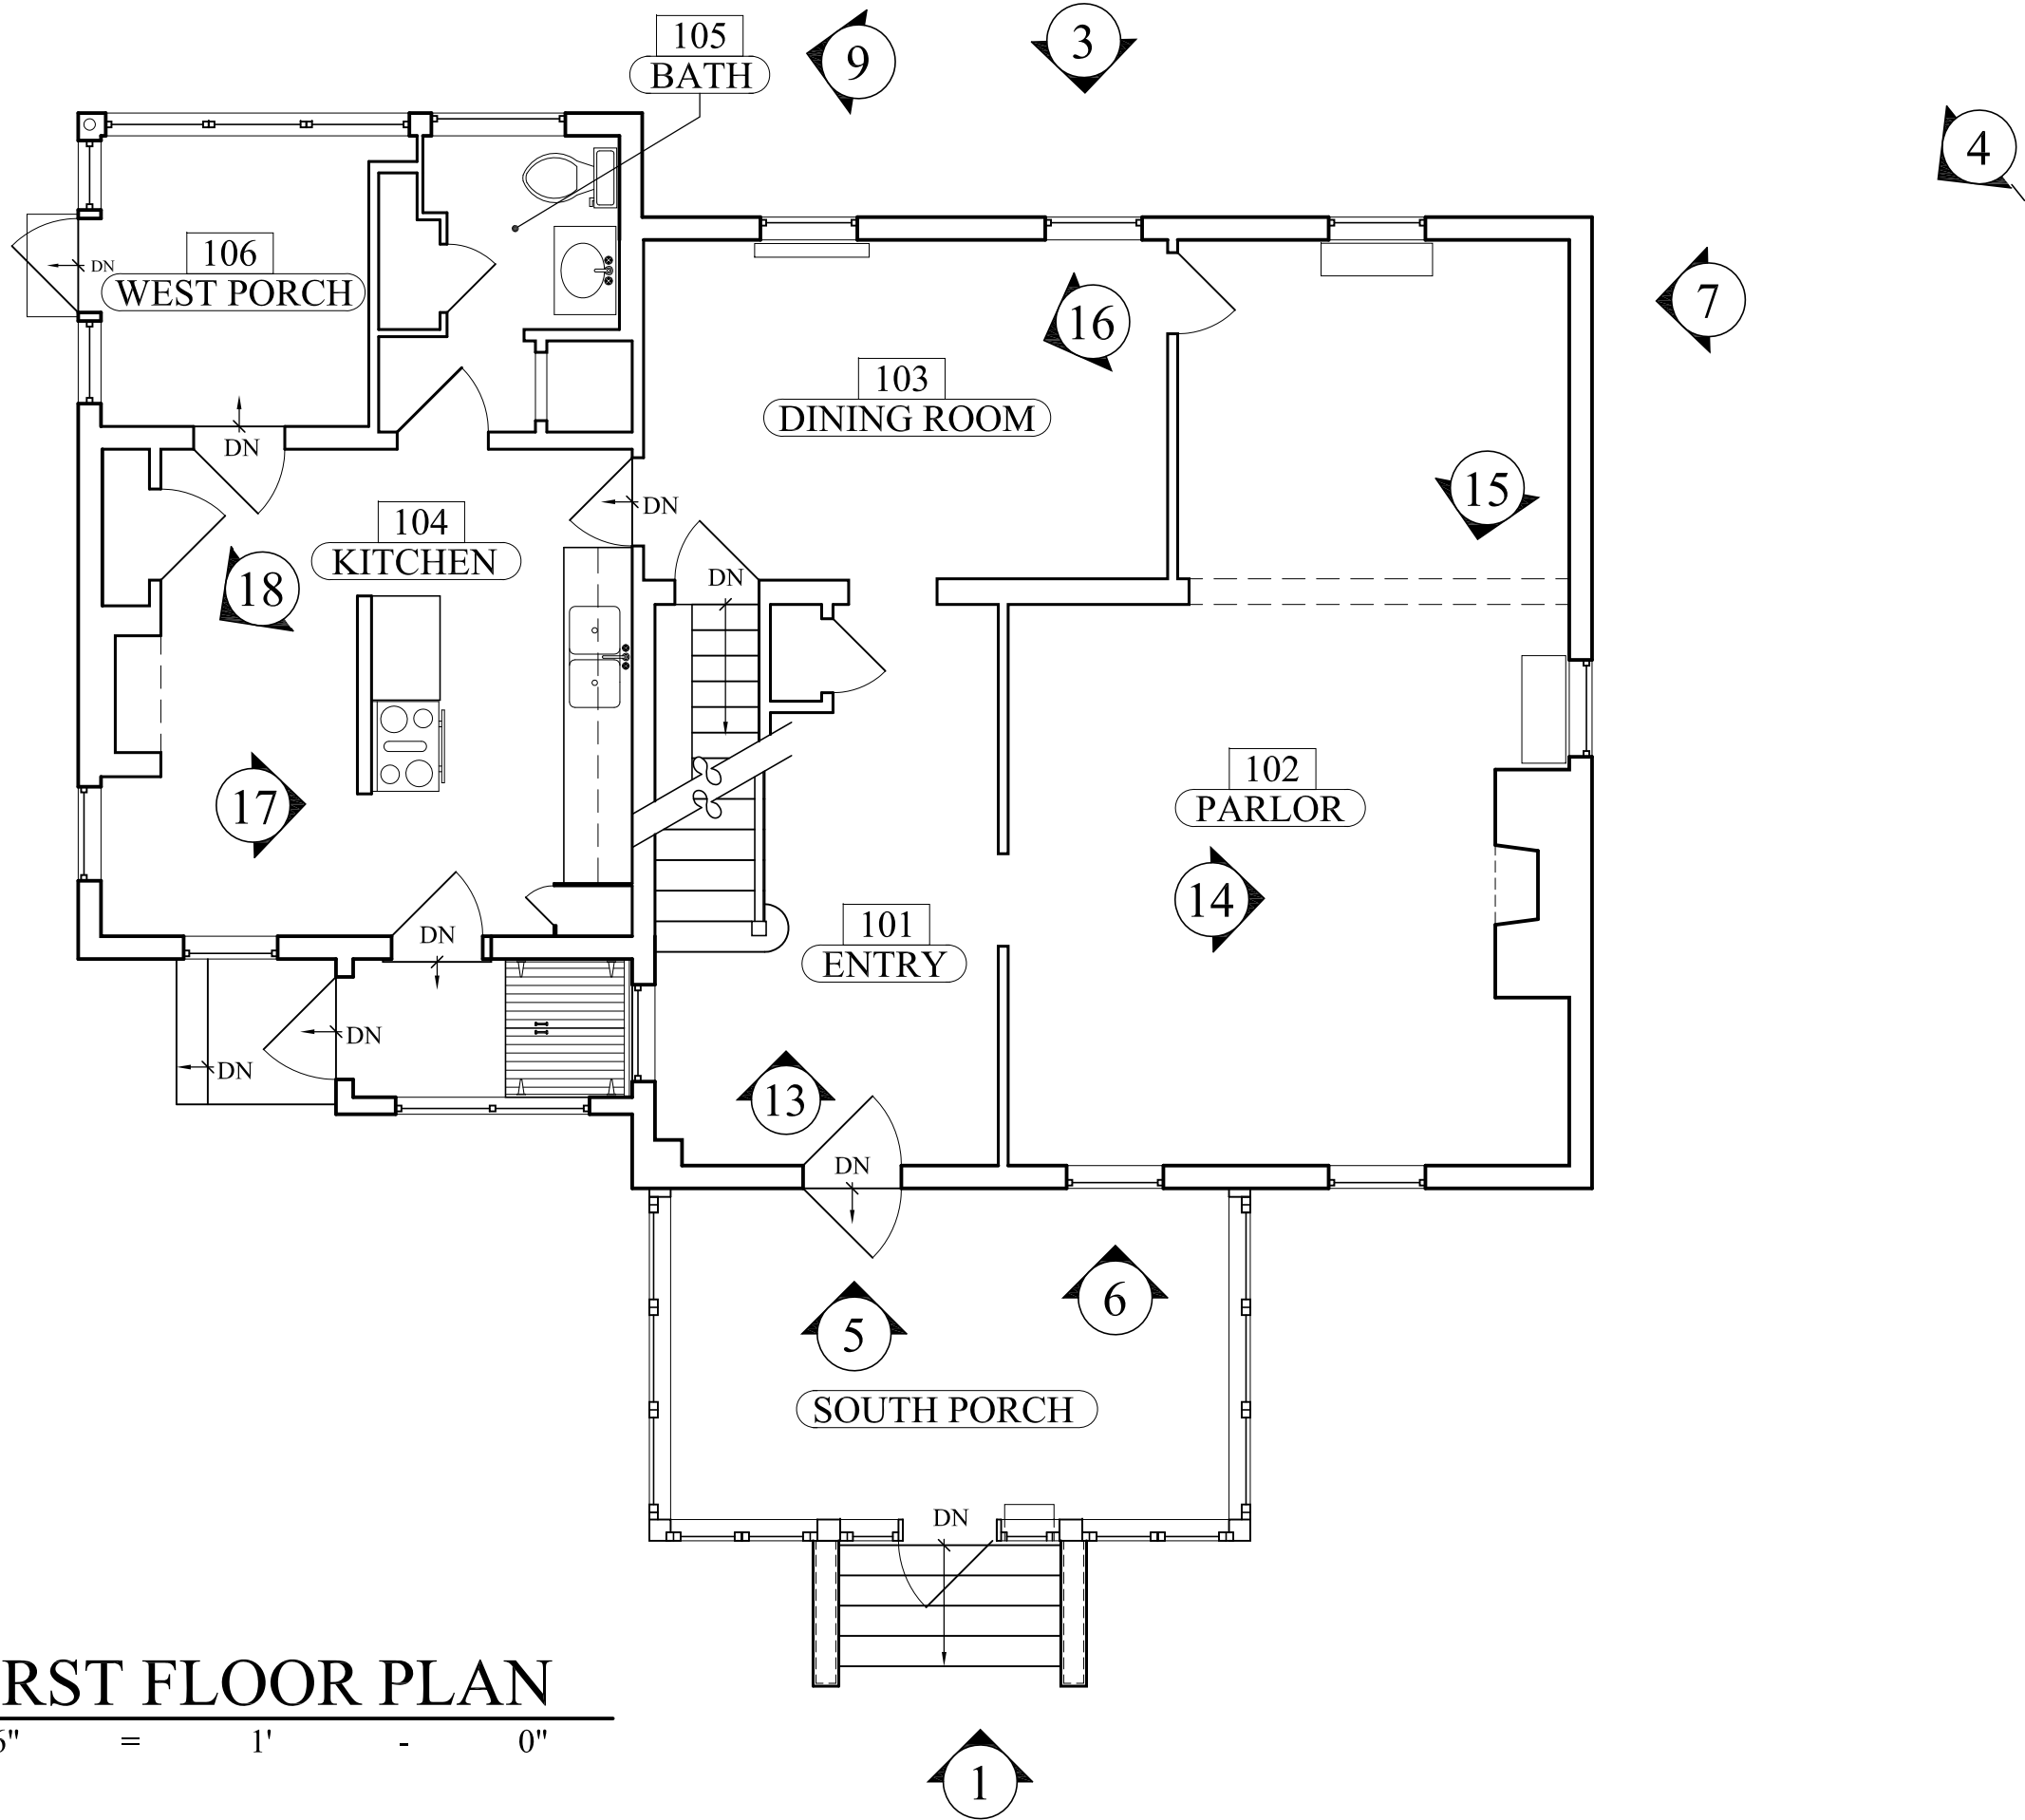 105
BATH
9
3
4
106
WEST PORCH
DN
7
16
103
DINING ROOM
DN
DN
15
104
KITCHEN
18
DN
102
PARLOR
17
14
101
ENTRY
DN
DN
DN
13
DN
6
5
SOUTH PORCH
DN
RST FLOOR PLAN
6" = 1' - 0"
1